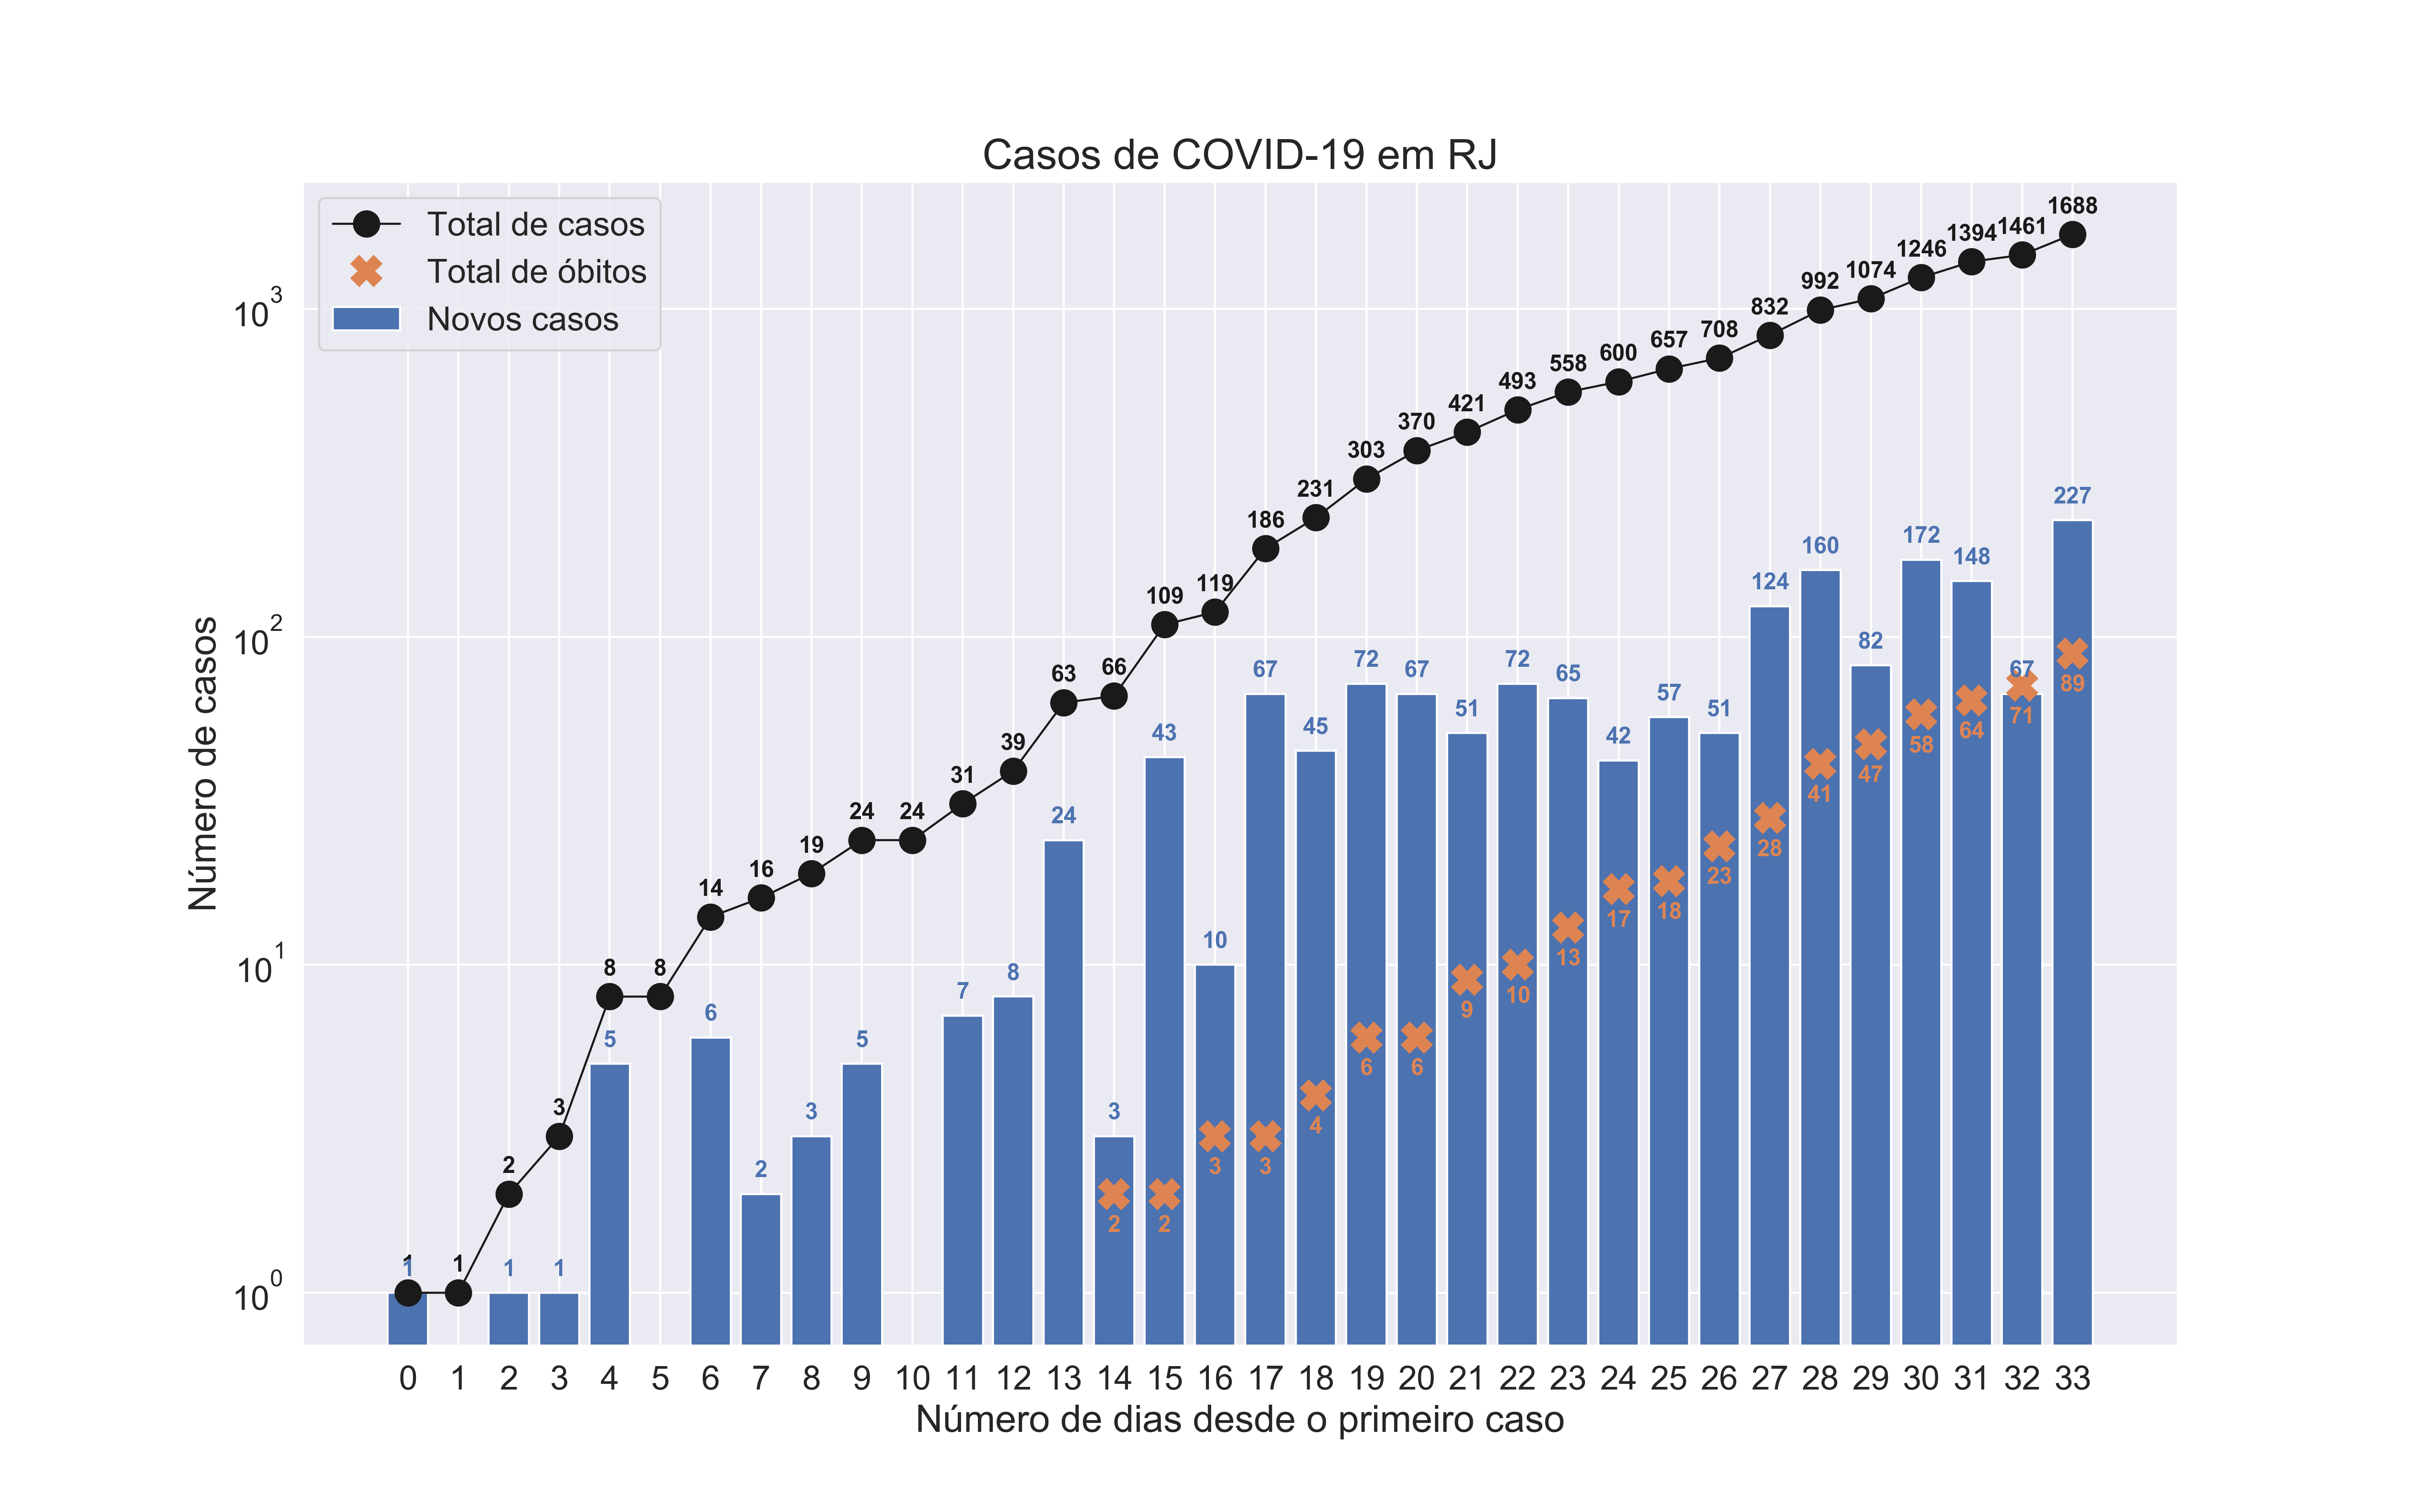 Casos de COVID-19 em RJ
Total de casos
Total de óbitos
Novos casos
Número de casos
10^3
10^2
10^1
10^0
1 1 2 3 8 8 14 16 19 24 24 31 39 63 66 109 119 186 231 303 370 421 493 558 600 657 708 832 992 1074 1246 1394 1461 1688
1 1 1 5 6 2 3 5 7 8 24 3 43 10 67 45 72 67 51 72 65 42 57 51 124 160 82 172 148 67 227
2 2 3 3 4 6 6 9 10 13 17 18 23 28 41 47 58 64 71 89
0 1 2 3 4 5 6 7 8 9 10 11 12 13 14 15 16 17 18 19 20 21 22 23 24 25 26 27 28 29 30 31 32 33
Número de dias desde o primeiro caso